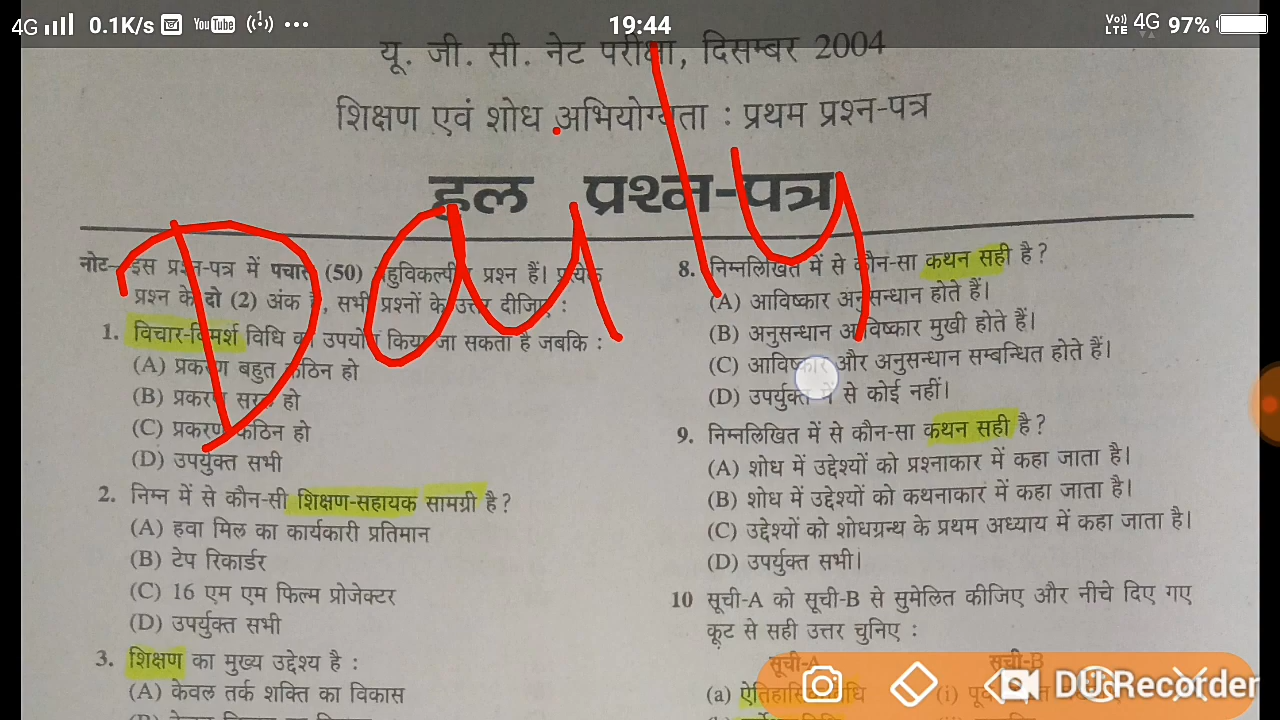 4G 0.1K/s YouTube 19:44 VoD LTE 4G 97%
यू. जी. सी. नेट परीक्षा, दिसम्बर 2004
शिक्षण एवं शोध अभियोग्यता : प्रथम प्रश्न-पत्र
हल प्रश्न-पत्र
Daily
नोट—इस प्रश्न-पत्र में पचास (50) बहुविकल्पीय प्रश्न हैं। प्रत्येक
प्रश्न के दो (2) अंक हैं, सभी प्रश्नों के उत्तर दीजिए :
1. विचार-विमर्श विधि का उपयोग किया जा सकता है जबकि :
(A) प्रकरण बहुत कठिन हो
(B) प्रकरण सरल हो
(C) प्रकरण कठिन हो
(D) उपर्युक्त सभी
2. निम्न में से कौन-सी शिक्षण-सहायक सामग्री है ?
(A) हवा मिल का कार्यकारी प्रतिमान
(B) टेप रिकार्डर
(C) 16 एम एम फिल्म प्रोजेक्टर
(D) उपर्युक्त सभी
3. शिक्षण का मुख्य उद्देश्य है :
(A) केवल तर्क शक्ति का विकास
8. निम्नलिखित में से कौन-सा कथन सही है ?
(A) आविष्कार अनुसन्धान होते हैं।
(B) अनुसन्धान आविष्कार मुखी होते हैं।
(C) आविष्कार और अनुसन्धान सम्बन्धित होते हैं।
(D) उपर्युक्त में से कोई नहीं।
9. निम्नलिखित में से कौन-सा कथन सही है ?
(A) शोध में उद्देश्यों को प्रश्नाकार में कहा जाता है।
(B) शोध में उद्देश्यों को कथनाकार में कहा जाता है।
(C) उद्देश्यों को शोधग्रन्थ के प्रथम अध्याय में कहा जाता है।
(D) उपर्युक्त सभी।
10 सूची-A को सूची-B से सुमेलित कीजिए और नीचे दिए गए
कूट से सही उत्तर चुनिए :
सूची-A सूची-B
(a) ऐतिहासिक विधि (i)
DU Recorder